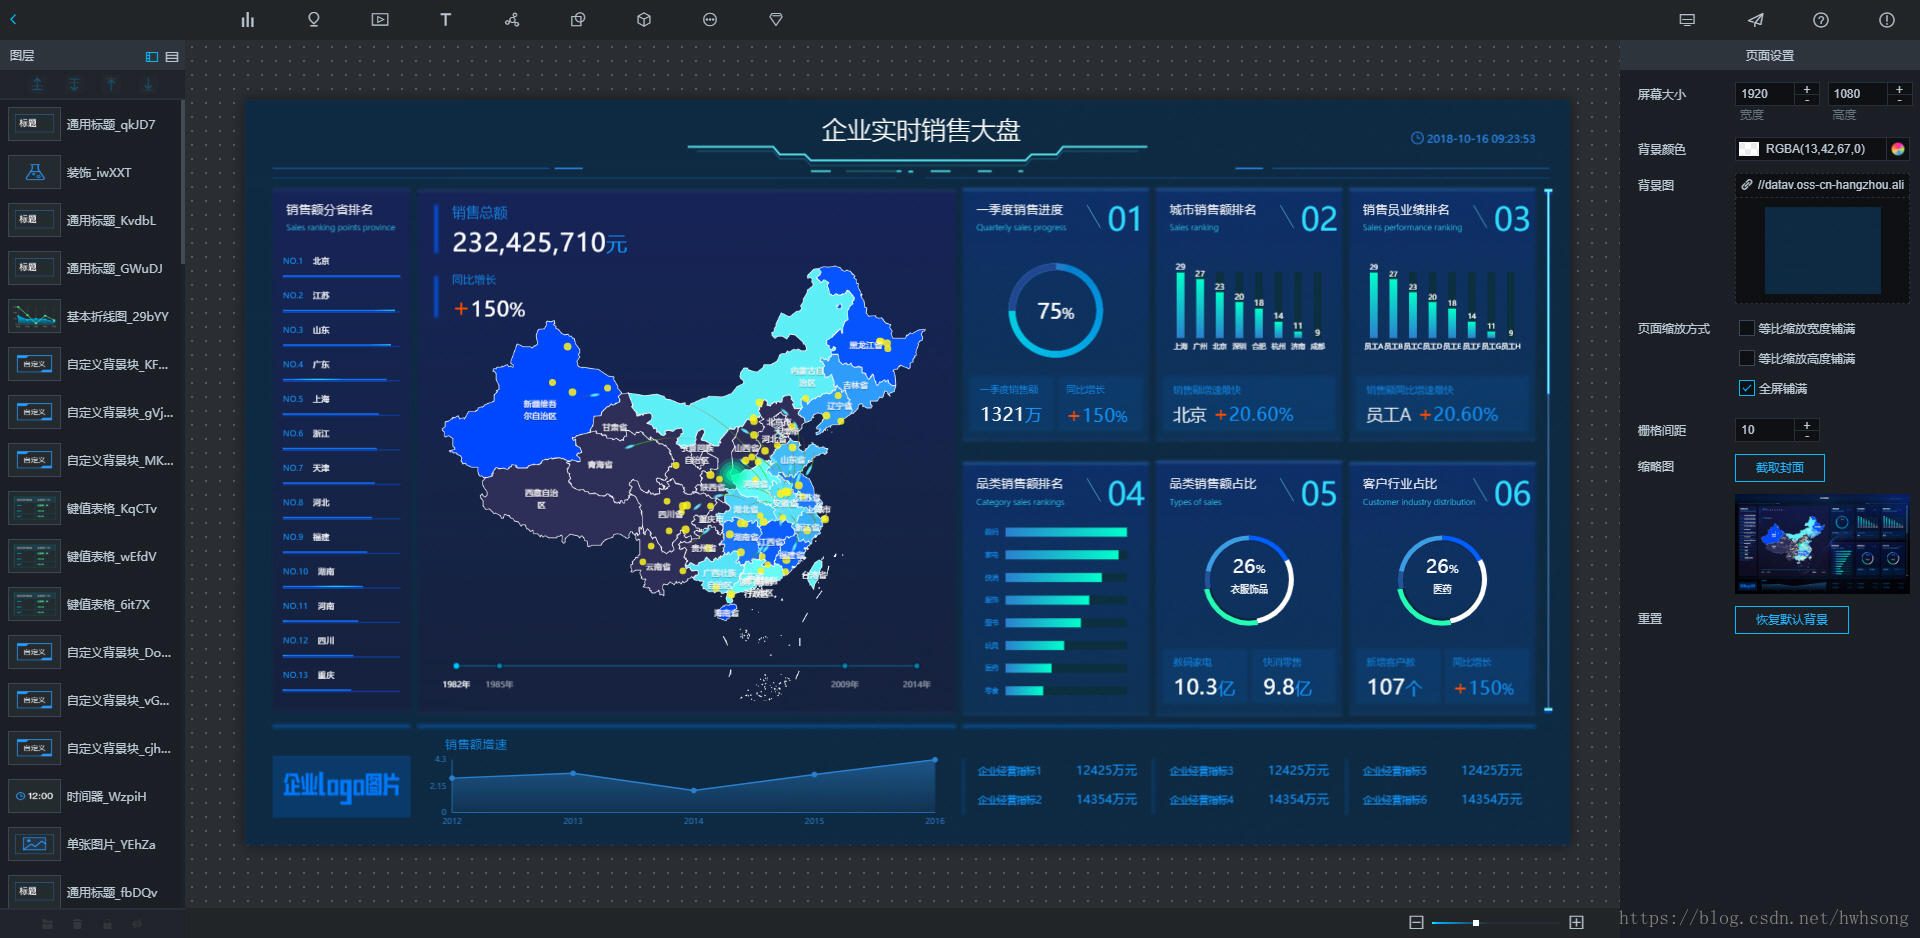 图层
标题 通用标题_qkJD7
装饰_iwXXT
标题 通用标题_KvdbL
标题 通用标题_GWuDJ
基本折线图_29bYY
自定义 自定义背景块_KF...
自定义 自定义背景块_gVj...
自定义 自定义背景块_MK...
键值表格_KqCTv
键值表格_wEfdV
键值表格_6it7X
自定义 自定义背景块_Do...
自定义 自定义背景块_vG...
自定义 自定义背景块_cjh...
12:00 时间器_WzpiH
单张图片_YEhZa
标题 通用标题_fbDQv
企业实时销售大盘
2018-10-16 09:23:53
销售额分省排名
Sales ranking points province
NO.1 北京
NO.2 江苏
NO.3 山东
NO.4 广东
NO.5 上海
NO.6 浙江
NO.7 天津
NO.8 河北
NO.9 福建
NO.10 湖南
NO.11 河南
NO.12 四川
NO.13 重庆
销售总额
232,425,710元
同比增长
+150%
黑龙江省
内蒙古自治区
吉林省
辽宁省
新疆维吾尔自治区
甘肃省
北京市
河北省
山西省
山东省
青海省
陕西省
西藏自治区
四川省
重庆市
湖北省
湖南省
江西省
贵州省
云南省
广西壮族自治区
台湾省
海南省
1982年 1985年 2009年 2014年
一季度销售进度 01
Quarterly sales progress
75%
一季度销售额 同比增长
1321万 +150%
城市销售额排名 02
Sales ranking
29 27 23 20 18 14 11 9
上海 广州 北京 深圳 合肥 杭州 济南 成都
销售额增速最快
北京 +20.60%
销售员业绩排名 03
Sales performance ranking
29 27 23 20 18 14 11 9
员工A 员工B 员工C 员工D 员工E 员工F 员工G 员工H
销售额同比增速最快
员工A +20.60%
品类销售额排名 04
Category sales rankings
家电
快消
服饰
图书
玩具
医药
零食
品类销售额占比 05
Types of sales
26%
衣服饰品
数码家电 快消零售
10.3亿 9.8亿
客户行业占比 06
Customer industry distribution
26%
医药
新增客户数 同比增长
107个 +150%
企业logo图片
销售额增速
4.3
2.15
0
2012 2013 2014 2015 2016
企业经营指标1 12425万元 企业经营指标3 12425万元 企业经营指标5 12425万元
企业经营指标2 14354万元 企业经营指标4 14354万元 企业经营指标6 14354万元
页面设置
屏幕大小 1920 + - 1080 + -
宽度 高度
背景颜色 RGBA(13,42,67,0)
背景图 //datav.oss-cn-hangzhou.ali
页面缩放方式 等比缩放宽度铺满
等比缩放高度铺满
全屏铺满
栅格间距 10 + -
缩略图 截取封面
重置 恢复默认背景
https://blog.csdn.net/hwhsong